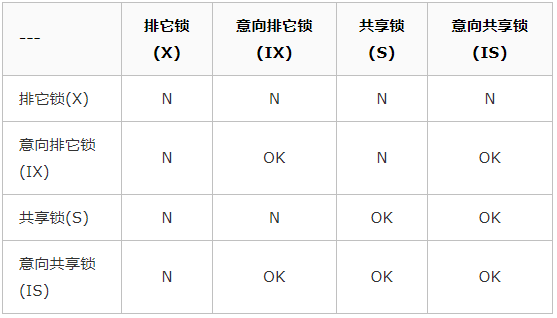 --- 排它锁(X) 意向排它锁(IX) 共享锁(S) 意向共享锁(IS)
排它锁(X) N N N N
意向排它锁(IX) N OK N OK
共享锁(S) N N OK OK
意向共享锁(IS) N OK OK OK